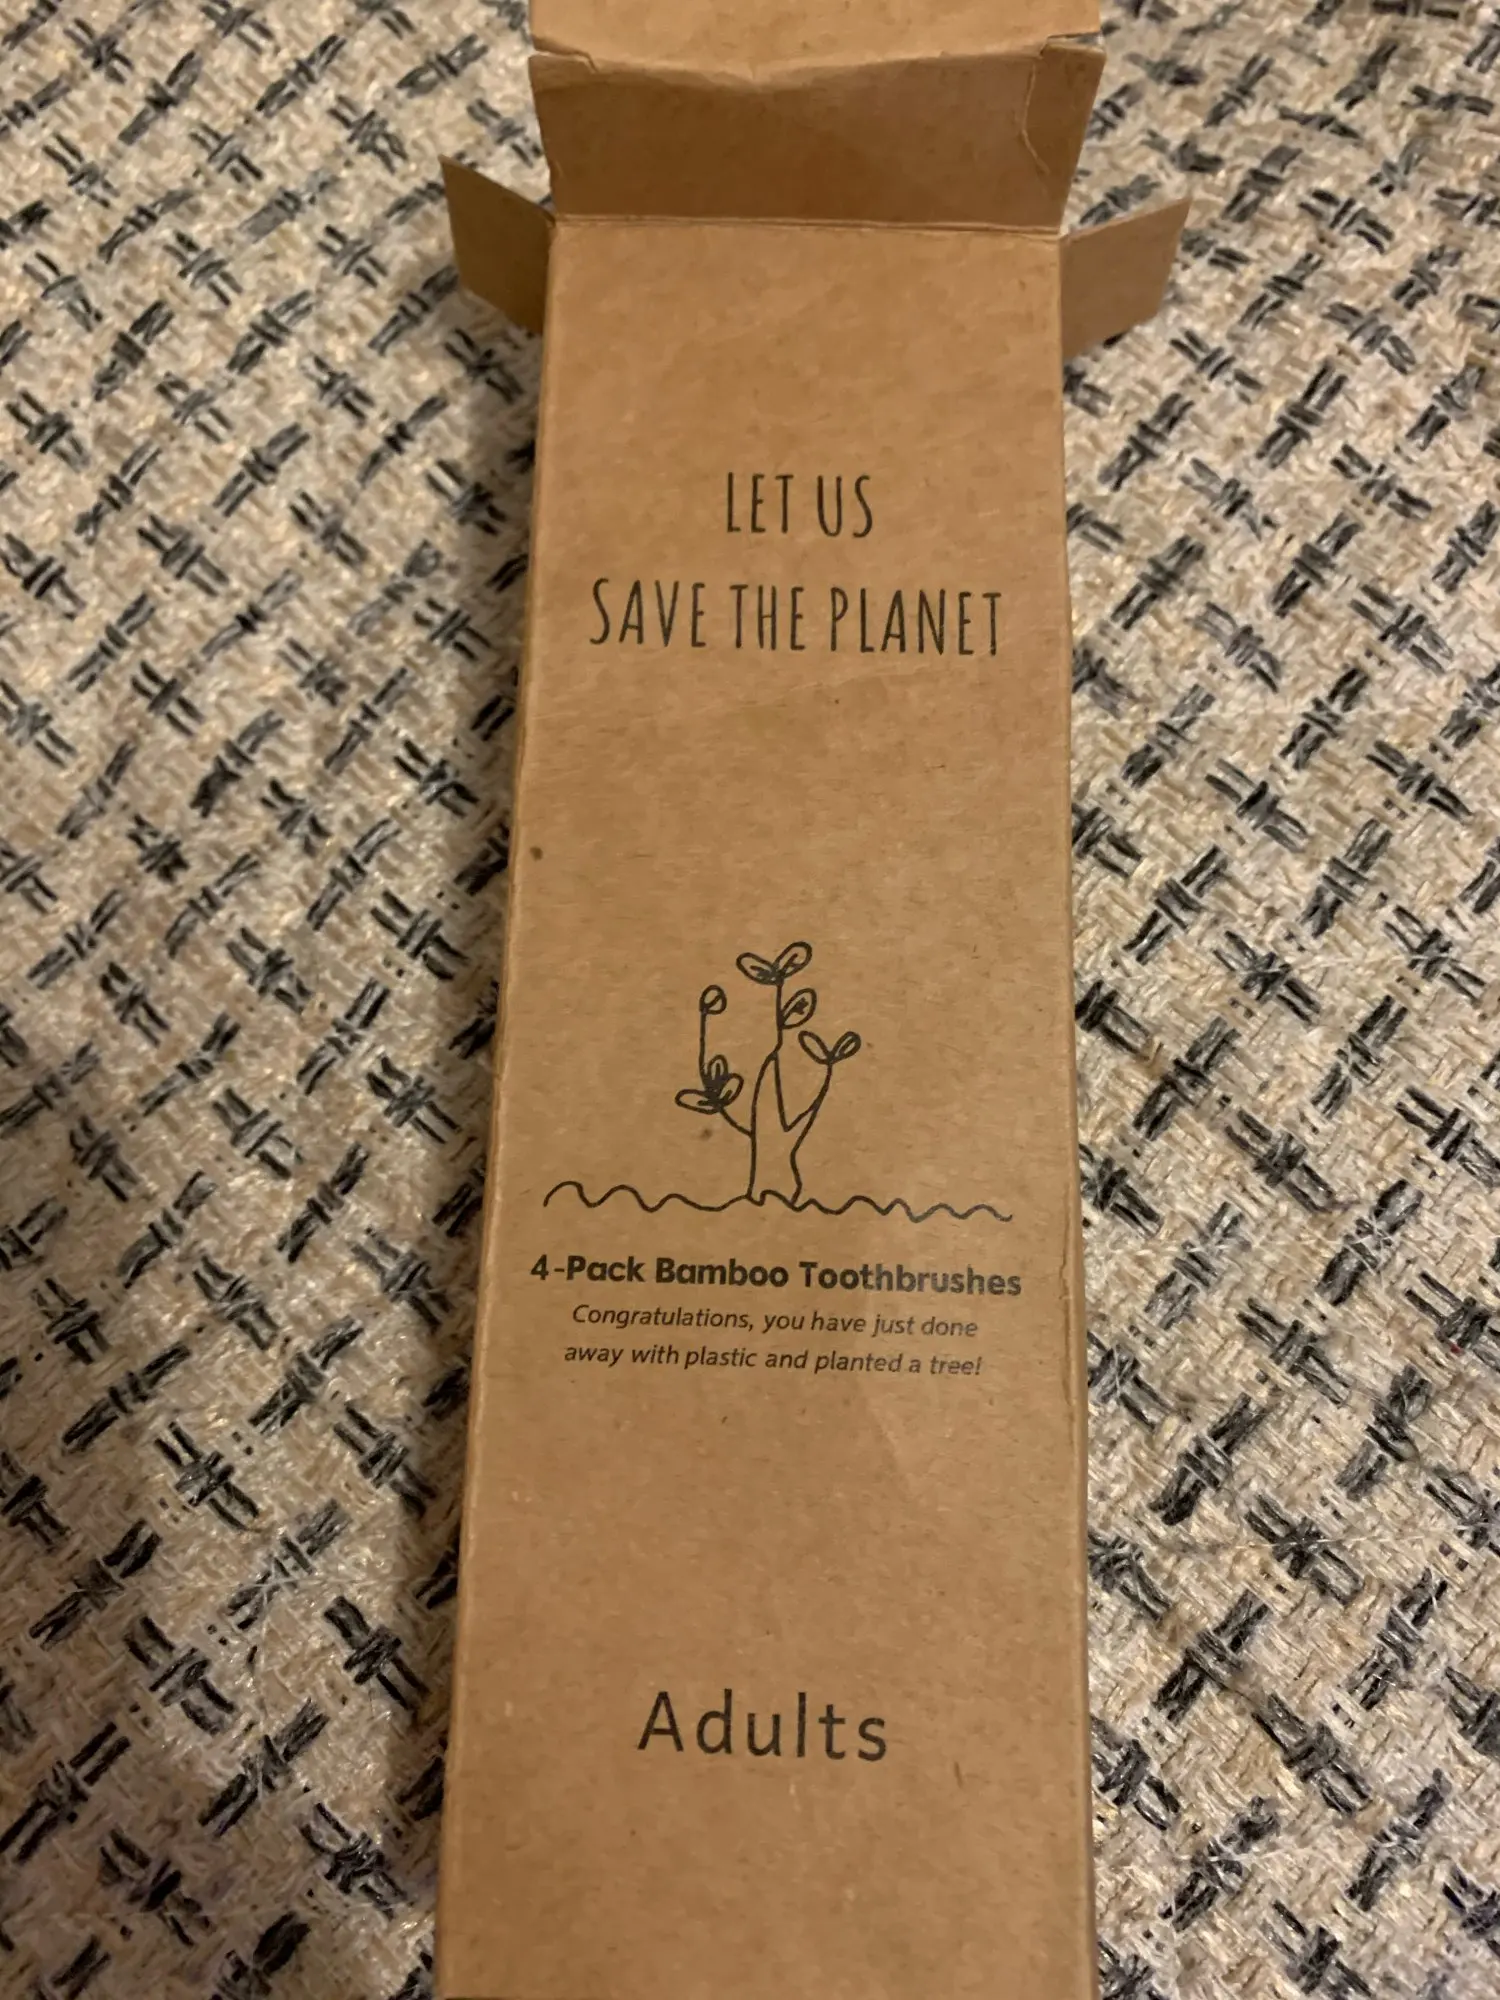 LET US
SAVE THE PLANET
4-Pack Bamboo Toothbrushes
Congratulations, you have just done
away with plastic and planted a tree!
Adults